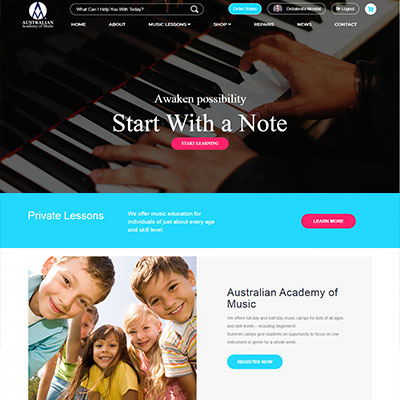 What Can I Help You With Today?
Order Status
Debabrata Mondal
Logout
AUSTRALIAN
Academy of Music
HOME
ABOUT
MUSIC LESSONS
SHOP
REPAIRS
NEWS
CONTACT
Awaken possibility
Start With a Note
START LEARNING
Private Lessons
We offer music education for
individuals of just about every age
and skill level.
LEARN MORE
Australian Academy of
Music
We offers full-day and half-day music camps for kids of all ages
and skill levels – including beginners!
Summer camps give students an opportunity to focus on one
instrument or genre for a whole week.
REGISTER NOW